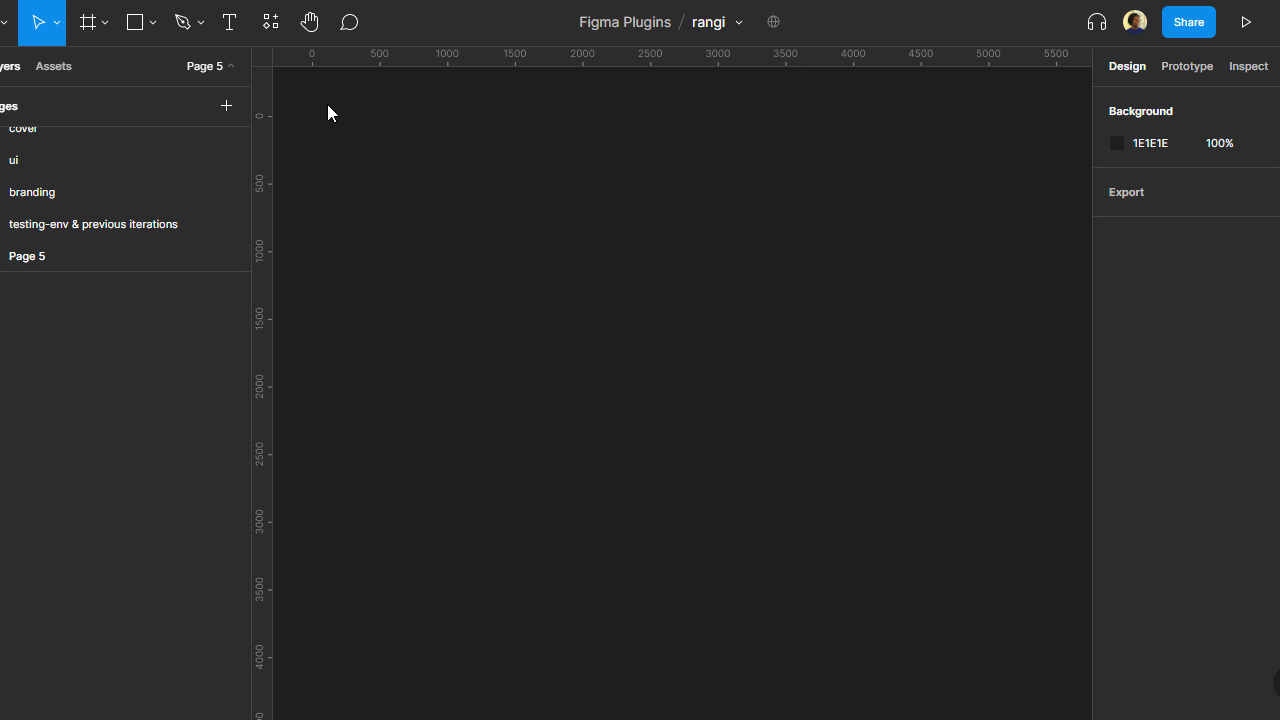 Figma Plugins / rangi
Share
yers Assets Page 5
ges
cover
ui
branding
testing-env & previous iterations
Page 5
0 500 1000 1500 2000 2500 3000 3500 4000 4500 5000 5500
0
500
1000
1500
2000
2500
3000
3500
4000
Design Prototype Inspect
Background
1E1E1E 100%
Export